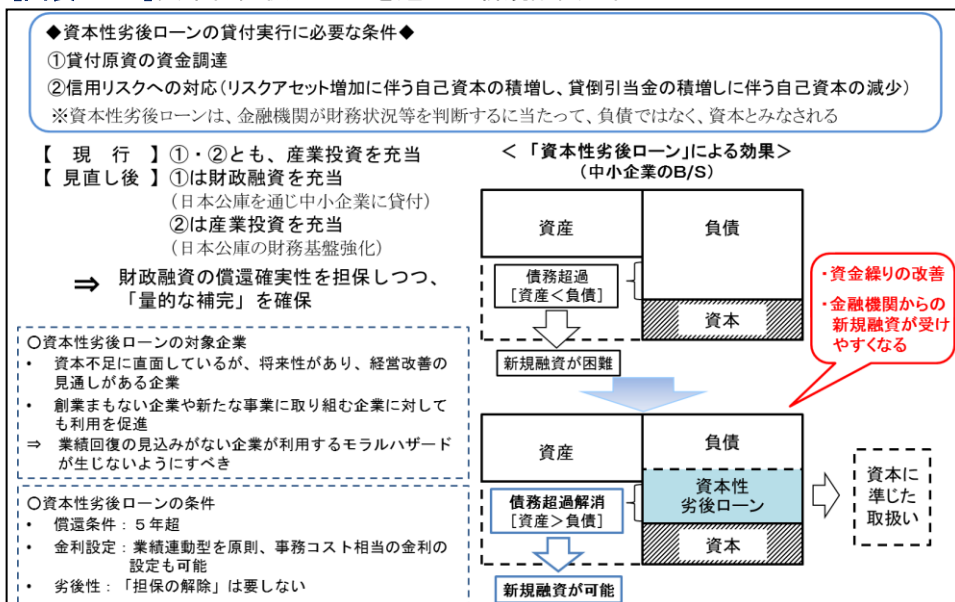 ◆資本性劣後ローンの貸付実行に必要な条件◆
①貸付原資の資金調達
②信用リスクへの対応(リスクアセット増加に伴う自己資本の積増し、貸倒引当金の積増しに伴う自己資本の減少)
※資本性劣後ローンは、金融機関が財務状況等を判断するに当たって、負債ではなく、資本とみなされる
【 現 行 】①・②とも、産業投資を充当
【 見直し後 】①は財政融資を充当
(日本公庫を通じ中小企業に貸付)
②は産業投資を充当
(日本公庫の財務基盤強化)
⇒ 財政融資の償還確実性を担保しつつ、
「量的な補完」を確保
○資本性劣後ローンの対象企業
・ 資本不足に直面しているが、将来性があり、経営改善の
見通しがある企業
・ 創業まもない企業や新たな事業に取り組む企業に対して
も利用を促進
⇒ 業績回復の見込みがない企業が利用するモラルハザード
が生じないようにすべき
○資本性劣後ローンの条件
・ 償還条件:5年超
・ 金利設定:業績連動型を原則、事務コスト相当の金利の
設定も可能
・ 劣後性:「担保の解除」は要しない
<「資本性劣後ローン」による効果>
(中小企業のB/S)
資産
負債
債務超過
[資産<負債]
資本
新規融資が困難
・資金繰りの改善
・金融機関からの
新規融資が受け
やすくなる
資産
負債
資本性
劣後ローン
債務超過解消
[資産>負債]
資本
新規融資が可能
資本に
準じた
取扱い